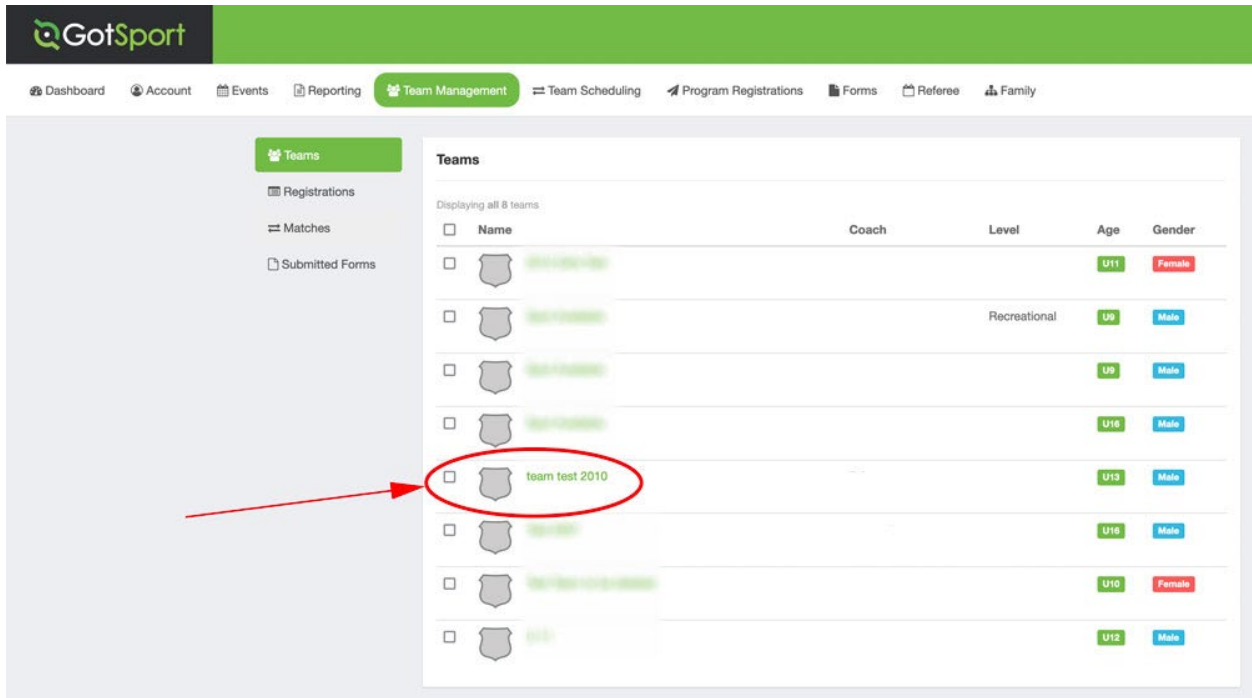 GotSport
Dashboard Account Events Reporting Team Management Team Scheduling Program Registrations Forms Referee Family
Teams
Registrations
Matches
Submitted Forms
Teams
Displaying all 8 teams
Name Coach Level Age Gender
U11 Female
Recreational U9 Male
U9 Male
U16 Male
team test 2010 U13 Male
U16 Male
U10 Female
U12 Male